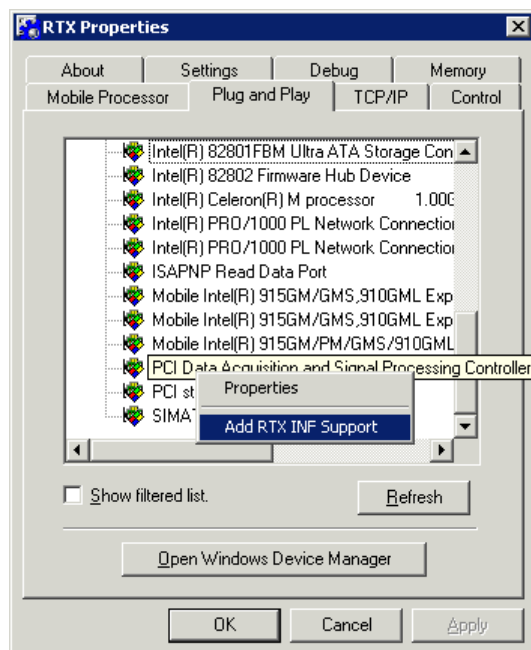 RTX Properties
About Settings Debug Memory
Mobile Processor Plug and Play TCP/IP Control
Intel(R) 82801FBM Ultra ATA Storage Con
Intel(R) 82802 Firmware Hub Device
Intel(R) Celeron(R) M processor 1.00G
Intel(R) PRO/1000 PL Network Connection
Intel(R) PRO/1000 PL Network Connection
ISAPNP Read Data Port
Mobile Intel(R) 915GM/GMS,910GML Exp
Mobile Intel(R) 915GM/GMS,910GML Exp
Mobile Intel(R) 915GM/PM/GMS/910GML
PCI Data Acquisition and Signal Processing Controller
Properties
PCI st
Add RTX INF Support
SIMAT
Show filtered list.
Refresh
Open Windows Device Manager
OK Cancel Apply